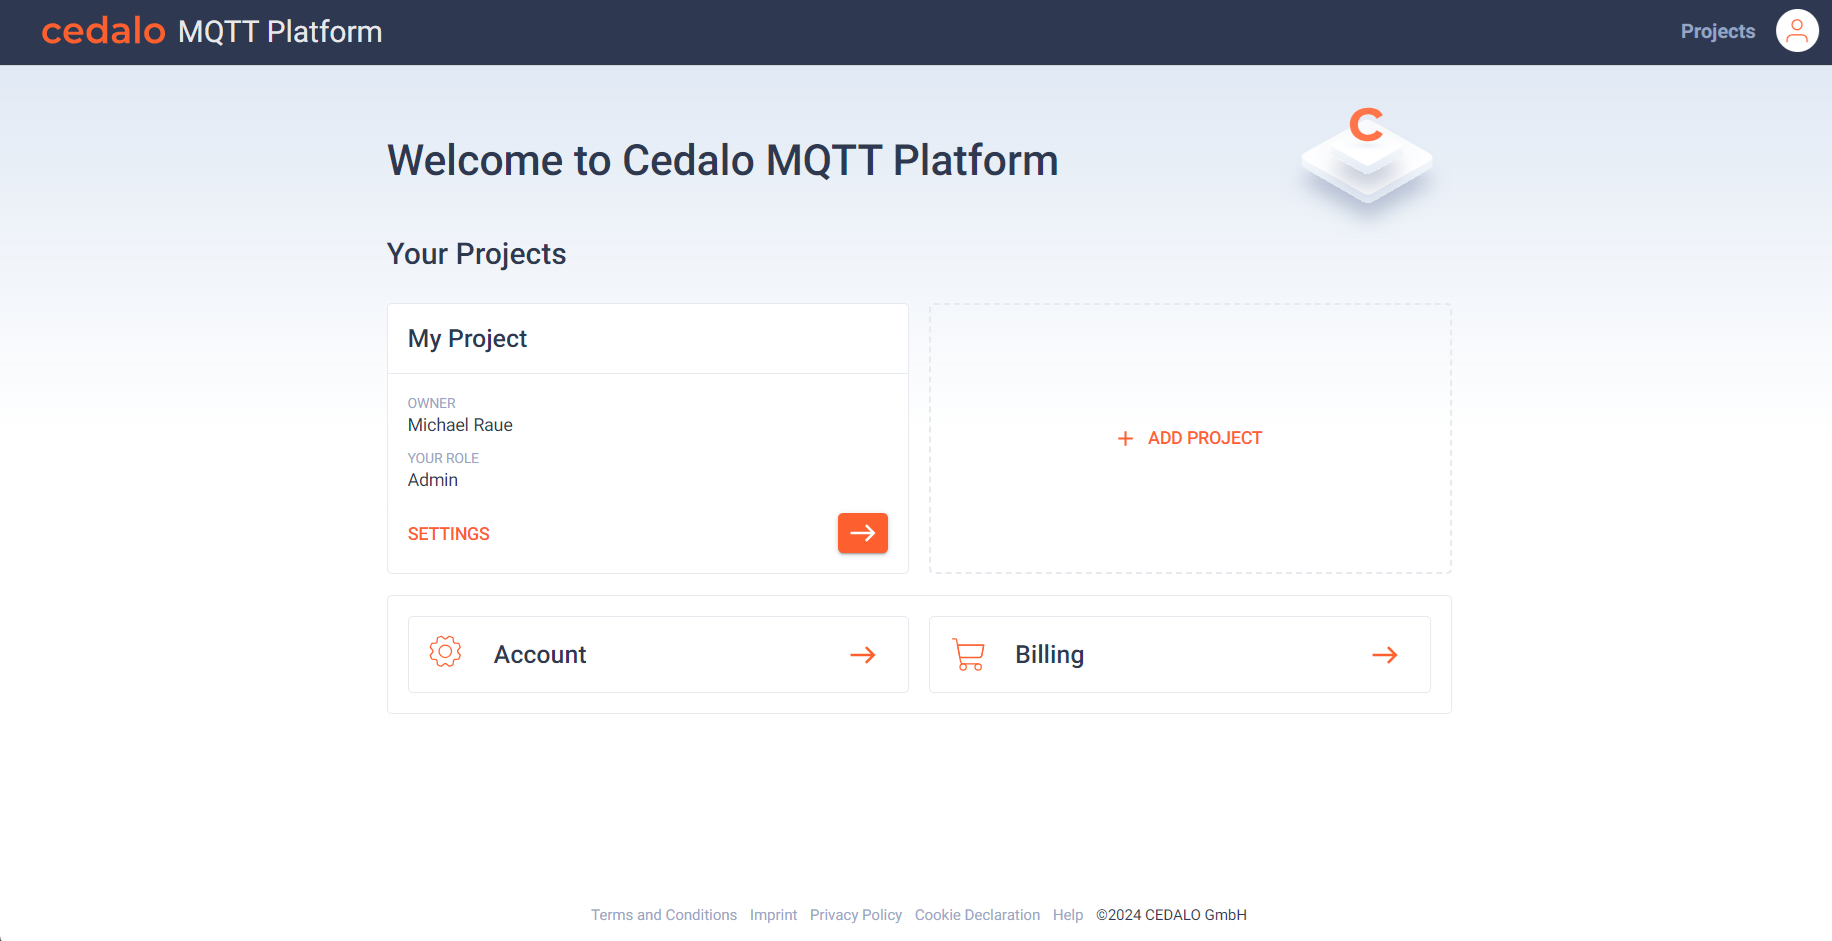 cedalo MQTT Platform
Projects
C
Welcome to Cedalo MQTT Platform
Your Projects
My Project
OWNER
Michael Raue
YOUR ROLE
Admin
SETTINGS
+ ADD PROJECT
Account
Billing
Terms and Conditions Imprint Privacy Policy Cookie Declaration Help ©2024 CEDALO GmbH